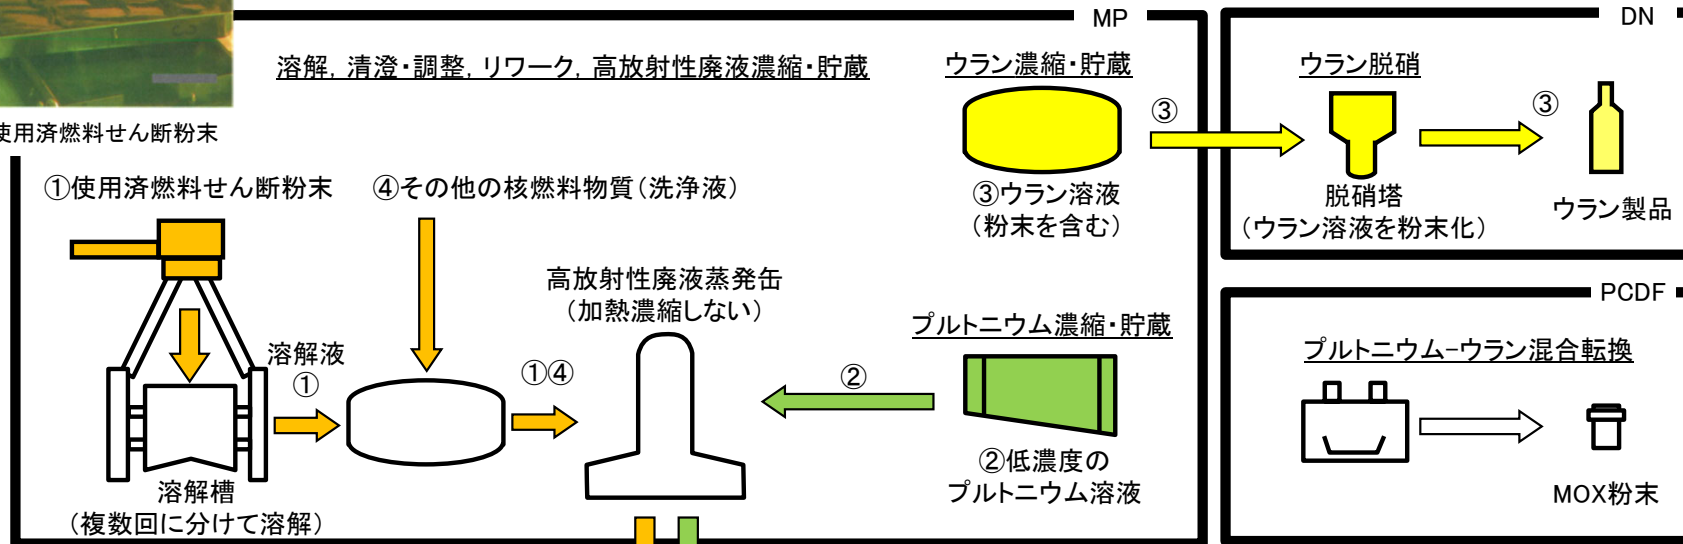 MP
DN
溶解, 清澄・調整, リワーク, 高放射性廃液濃縮・貯蔵
ウラン濃縮・貯蔵
ウラン脱硝
③
③
使用済燃料せん断粉末
①使用済燃料せん断粉末
④その他の核燃料物質（洗浄液）
③ウラン溶液
（粉末を含む）
脱硝塔
（ウラン溶液を粉末化）
ウラン製品
高放射性廃液蒸発缶
（加熱濃縮しない）
PCDF
プルトニウム濃縮・貯蔵
プルトニウム-ウラン混合転換
溶解液
①
①④
②
②低濃度の
プルトニウム溶液
溶解槽
（複数回に分けて溶解）
MOX粉末